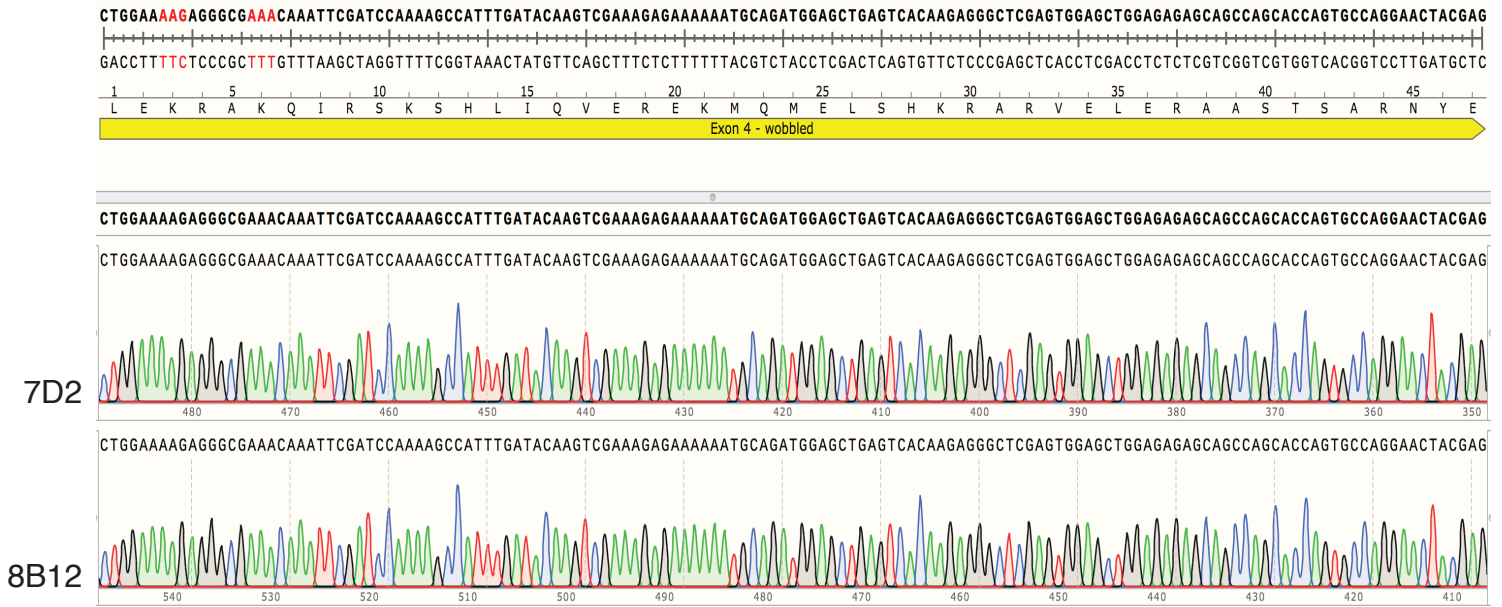 CTGGAAAAGAGGGCGAAACAAATTCGATCCAAAAGCCATTTGATACAAGTCGAAAGAGAAAAAATGCAGATGGAGCTGAGTCACAAGAGGGCTCGAGTGGAGCTGGAGAGAGCAGCCAGCACCAGTGCCAGGAACTACGAG
GACCTTTTCTCCCGCTTTGTTTAAGCTAGGTTTTCGGTAAACTATGTTCAGCTTTCTCTTTTTTACGTCTACCTCGACTCAGTGTTCTCCCGAGCTCACCTCGACCTCTCTCGTCGGTCGTGGTCACGGTCCTTGATGCTC
1 5 10 15 20 25 30 35 40 45
L E K R A K Q I R S K S H L I Q V E R E K M Q M E L S H K R A R V E L E R A A S T S A R N Y E
Exon 4 - wobbled
CTGGAAAAGAGGGCGAAACAAATTCGATCCAAAAGCCATTTGATACAAGTCGAAAGAGAAAAAATGCAGATGGAGCTGAGTCACAAGAGGGCTCGAGTGGAGCTGGAGAGAGCAGCCAGCACCAGTGCCAGGAACTACGAG
CTGGAAAAGAGGGCGAAACAAATTCGATCCAAAAGCCATTTGATACAAGTCGAAAGAGAAAAAATGCAGATGGAGCTGAGTCACAAGAGGGCTCGAGTGGAGCTGGAGAGAGCAGCCAGCACCAGTGCCAGGAACTACGAG
7D2
480 470 460 450 440 430 420 410 400 390 380 370 360 350
CTGGAAAAGAGGGCGAAACAAATTCGATCCAAAAGCCATTTGATACAAGTCGAAAGAGAAAAAATGCAGATGGAGCTGAGTCACAAGAGGGCTCGAGTGGAGCTGGAGAGAGCAGCCAGCACCAGTGCCAGGAACTACGAG
8B12
540 530 520 510 500 490 480 470 460 450 440 430 420 410